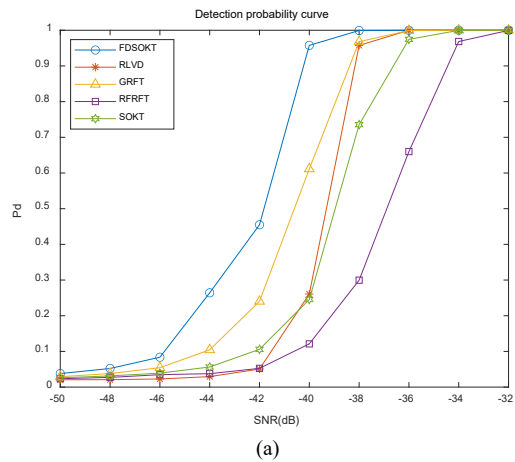 Detection probability curve
1
0.9
0.8
0.7
0.6
0.5
0.4
0.3
0.2
0.1
0
Pd
FDSOKT
RLVD
GRFT
RFRFT
SOKT
-50 -48 -46 -44 -42 -40 -38 -36 -34 -32
SNR(dB)
(a)